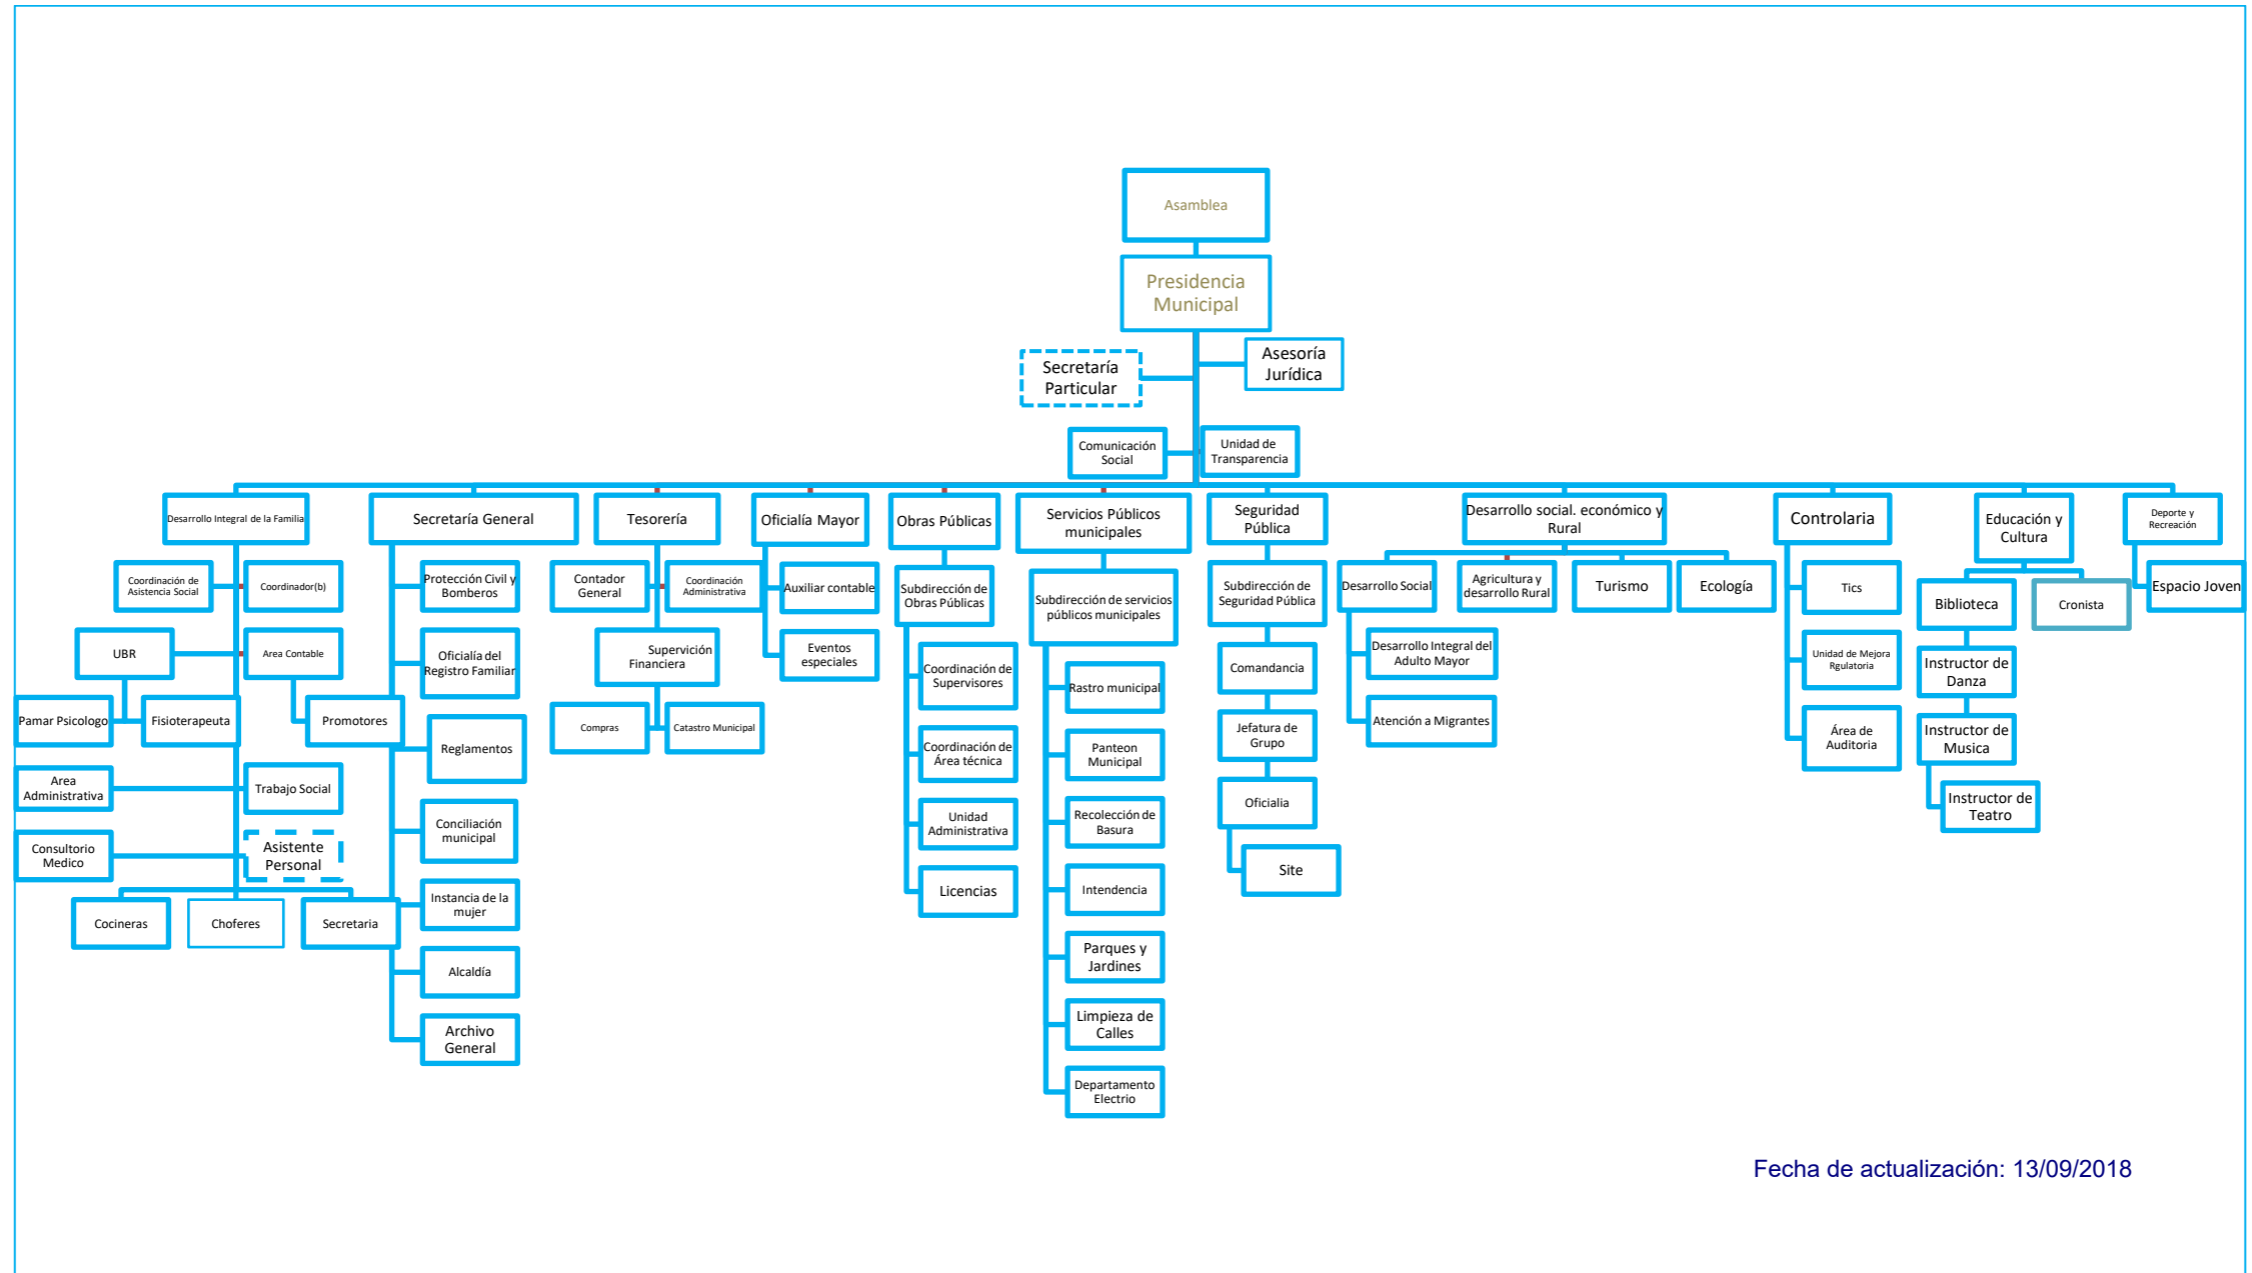 Asamblea
Presidencia
Municipal
Secretaría
Particular
Asesoría
Jurídica
Comunicación
Social
Unidad de
Transparencia
Desarrollo Integral de la Familia
Secretaría General
Tesorería
Oficialía Mayor
Obras Públicas
Servicios Públicos
municipales
Seguridad
Pública
Desarrollo social. económico y
Rural
Controlaria
Educación y
Cultura
Deporte y
Recreación
Coordinación de
Asistencia Social
Coordinador(b)
UBR
Area Contable
Pamar Psicologo
Fisioterapeuta
Promotores
Area
Administrativa
Trabajo Social
Consultorio
Medico
Asistente
Personal
Cocineras
Choferes
Secretaria
Protección Civil y
Bomberos
Oficialía del
Registro Familiar
Reglamentos
Conciliación
municipal
Instancia de la
mujer
Alcaldía
Archivo
General
Contador
General
Coordinación
Administrativa
Supervición
Financiera
Compras
Catastro Municipal
Auxiliar contable
Eventos
especiales
Subdirección de
Obras Públicas
Coordinación de
Supervisores
Coordinación de
Área técnica
Unidad
Administrativa
Licencias
Subdirección de servicios
públicos municipales
Rastro municipal
Panteon
Municipal
Recolección de
Basura
Intendencia
Parques y
Jardines
Limpieza de
Calles
Departamento
Electrio
Subdirección de
Seguridad Pública
Comandancia
Jefatura de
Grupo
Oficialia
Site
Desarrollo Social
Agricultura y
desarrollo Rural
Turismo
Ecología
Desarrollo Integral del
Adulto Mayor
Atención a Migrantes
Tics
Unidad de Mejora
Rgulatoria
Área de
Auditoria
Biblioteca
Cronista
Instructor de
Danza
Instructor de
Musica
Instructor de
Teatro
Espacio Joven
Fecha de actualización: 13/09/2018